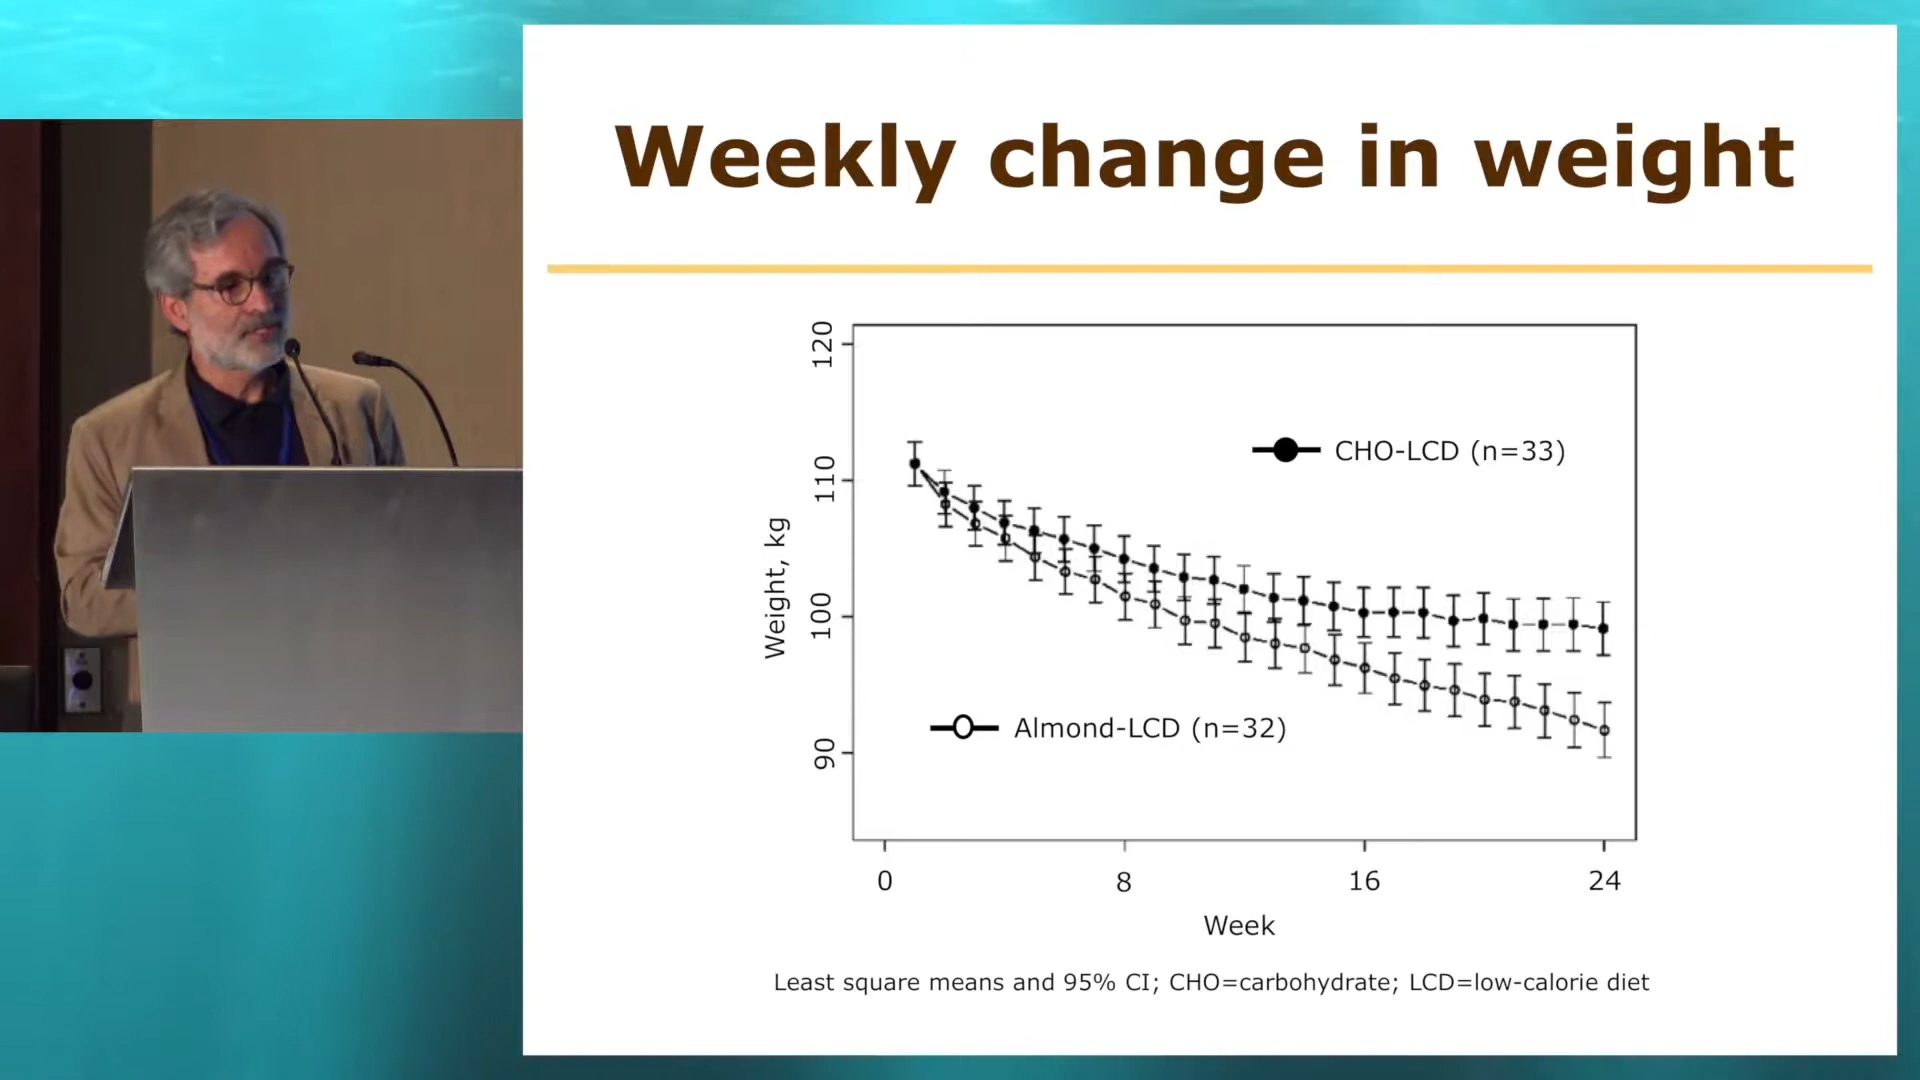 Weekly change in weight
120
110
100
90
Weight, kg
CHO-LCD (n=33)
Almond-LCD (n=32)
0 8 16 24
Week
Least square means and 95% CI; CHO=carbohydrate; LCD=low-calorie diet